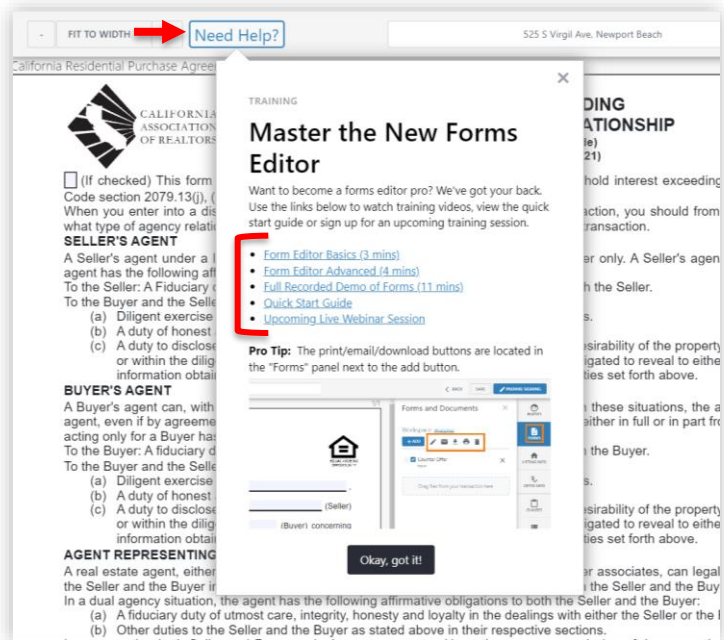 - FIT TO WIDTH Need Help? 525 S Virgil Ave, Newport Beach
California Residential Purchase Agree
TRAINING
Master the New Forms
Editor
Want to become a forms editor pro? We've got your back.
Use the links below to watch training videos, view the quick
start guide or sign up for an upcoming training session.
Form Editor Basics (3 mins)
Form Editor Advanced (4 mins)
Full Recorded Demo of Forms (11 mins)
Quick Start Guide
Upcoming Live Webinar Session
Pro Tip: The print/email/download buttons are located in
the "Forms" panel next to the add button.
BACK SAVE
Forms and Documents
+ ADD
Counter Offer
Drag files from your transaction here
(Seller)
(Buyer) concerning
Okay, got it!
CALIFORNIA
ASSOCIATION
OF REALTORS
DING
ATIONSHIP
le)
21)
(If checked) This form hold interest exceeding
Code section 2079.13(j), (
When you enter into a dis action, you should from
what type of agency relati ransaction.
SELLER'S AGENT
A Seller's agent under a l er only. A Seller's agen
agent has the following aff
To the Seller: A Fiduciary h the Seller.
To the Buyer and the Selle
(a) Diligent exercise s.
(b) A duty of honest
(c) A duty to disclose esirability of the property
or within the dilig igated to reveal to eithe
information obtai ties set forth above.
BUYER'S AGENT
A Buyer's agent can, with these situations, the a
agent, even if by agreeme either in full or in part fro
acting only for a Buyer has
To the Buyer: A fiduciary d the Buyer.
To the Buyer and the Selle
(a) Diligent exercise s.
(b) A duty of honest
(c) A duty to disclose esirability of the property
or within the dilig igated to reveal to eithe
information obtai ties set forth above.
AGENT REPRESENTING
A real estate agent, either er associates, can legal
the Seller and the Buyer in the Seller and the Buy
In a dual agency situation, the agent has the following affirmative obligations to both the Seller and the Buyer:
(a) A fiduciary duty of utmost care, integrity, honesty and loyalty in the dealings with either the Seller or the
(b) Other dues to the Seller and the Buyer as stated above in their respective sections.